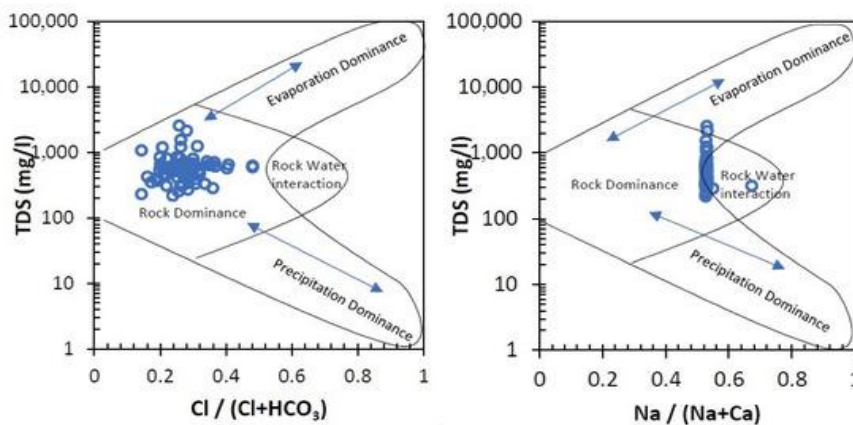 100,000
10,000
1,000
100
10
1
TDS (mg/l)
Evaporation Dominance
Rock Water
interaction
Rock Dominance
Precipitation Dominance
0
0.2
0.4
0.6
0.8
1
Cl / (Cl+HCO₃)
100,000
10,000
1,000
100
10
1
TDS (mg/l)
Evaporation Dominance
Rock Water
interaction
Rock Dominance
Precipitation Dominance
0
0.2
0.4
0.6
0.8
1
Na / (Na+Ca)